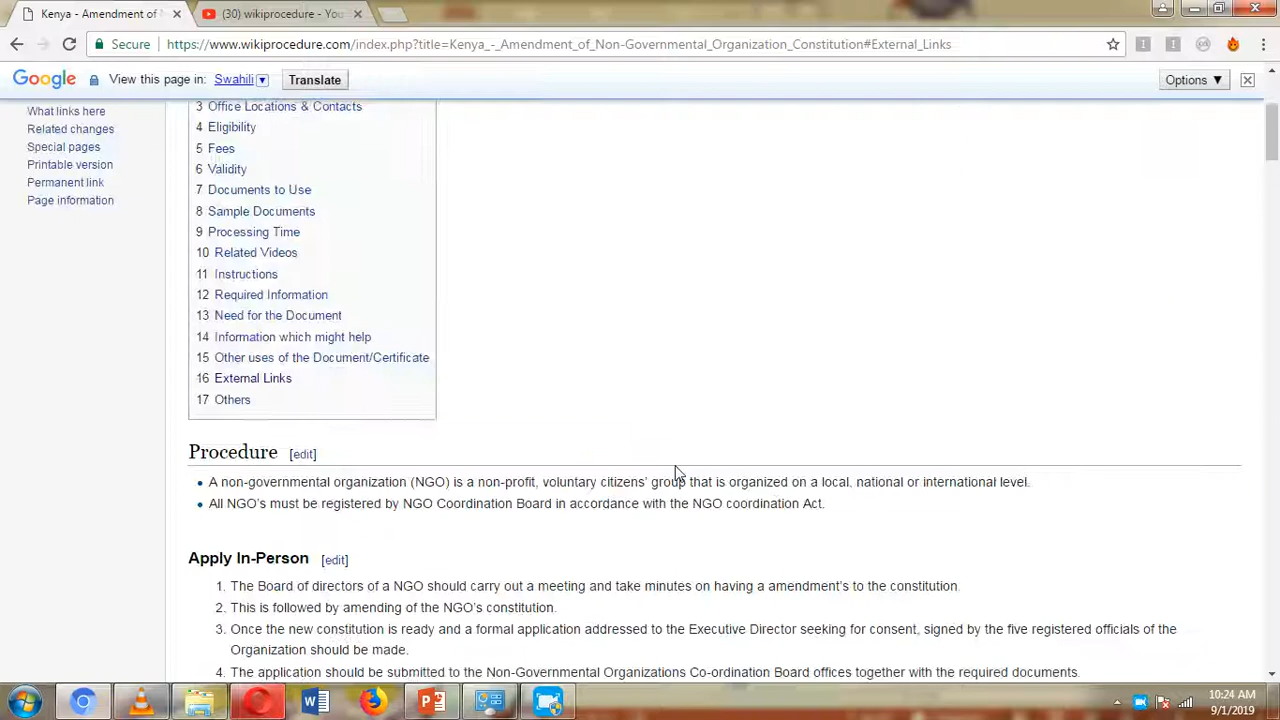 Kenya - Amendment of N
(30) wikiprocedure - You
Secure
https://www.wikiprocedure.com/index.php?title=Kenya_-_Amendment_of_Non-Governmental_Organization_Constitution#External_Links
Google View this page in: Swahili Translate Options ▼
What links here
Related changes
Special pages
Printable version
Permanent link
Page information
3 Office Locations & Contacts
4 Eligibility
5 Fees
6 Validity
7 Documents to Use
8 Sample Documents
9 Processing Time
10 Related Videos
11 Instructions
12 Required Information
13 Need for the Document
14 Information which might help
15 Other uses of the Document/Certificate
16 External Links
17 Others
Procedure [edit]
• A non-governmental organization (NGO) is a non-profit, voluntary citizens' group that is organized on a local, national or international level.
• All NGO's must be registered by NGO Coordination Board in accordance with the NGO coordination Act.
Apply In-Person [edit]
1. The Board of directors of a NGO should carry out a meeting and take minutes on having a amendment's to the constitution.
2. This is followed by amending of the NGO's constitution.
3. Once the new constitution is ready and a formal application addressed to the Executive Director seeking for consent, signed by the five registered officials of the
Organization should be made.
4. The application should be submitted to the Non-Governmental Organizations Co-ordination Board offices together with the required documents.
10:24 AM
9/1/2019